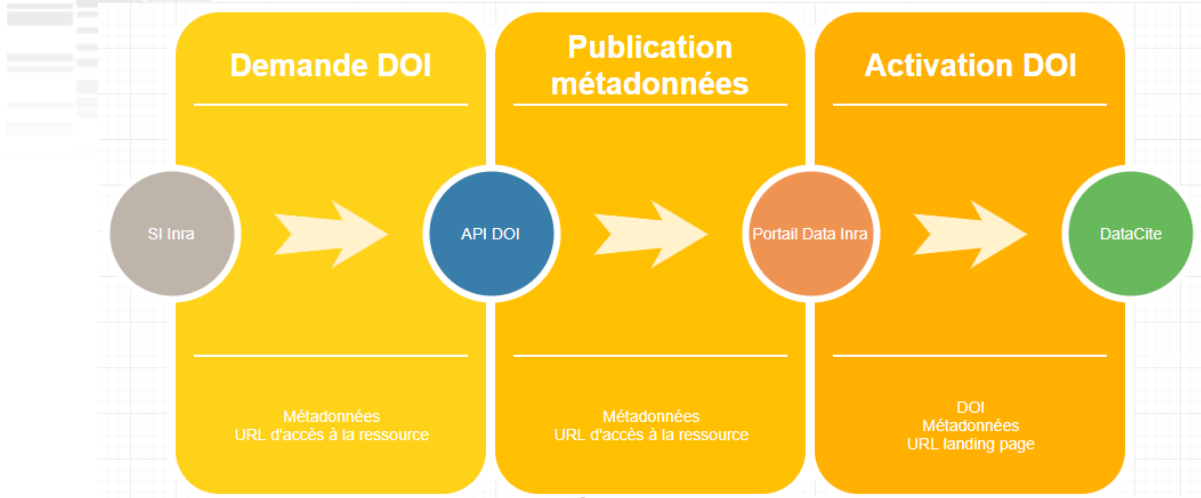 Demande DOI
Publication
métadonnées
Activation DOI
SI Inra
API DOI
Portail Data Inra
DataCite
Métadonnées
URL d'accès à la ressource
Métadonnées
URL d'accès à la ressource
DOI
Métadonnées
URL landing page